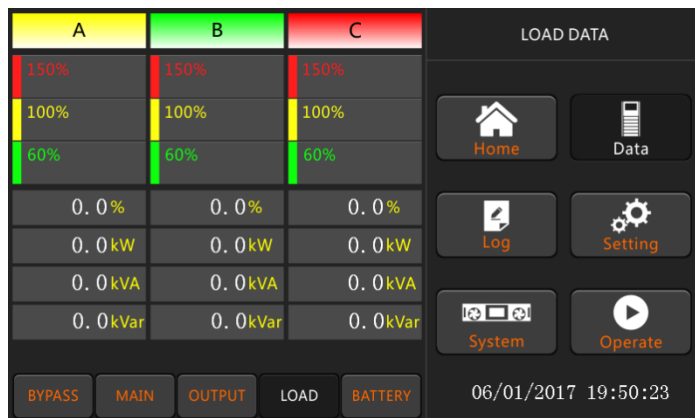 A B C LOAD DATA
150% 150% 150%
100% 100% 100%
60% 60% 60%
Home Data
0.0% 0.0% 0.0%
0.0kW 0.0kW 0.0kW
Log Setting
0.0kVA 0.0kVA 0.0kVA
0.0kVar 0.0kVar 0.0kVar
System Operate
BYPASS MAIN OUTPUT LOAD BATTERY
06/01/2017 19:50:23